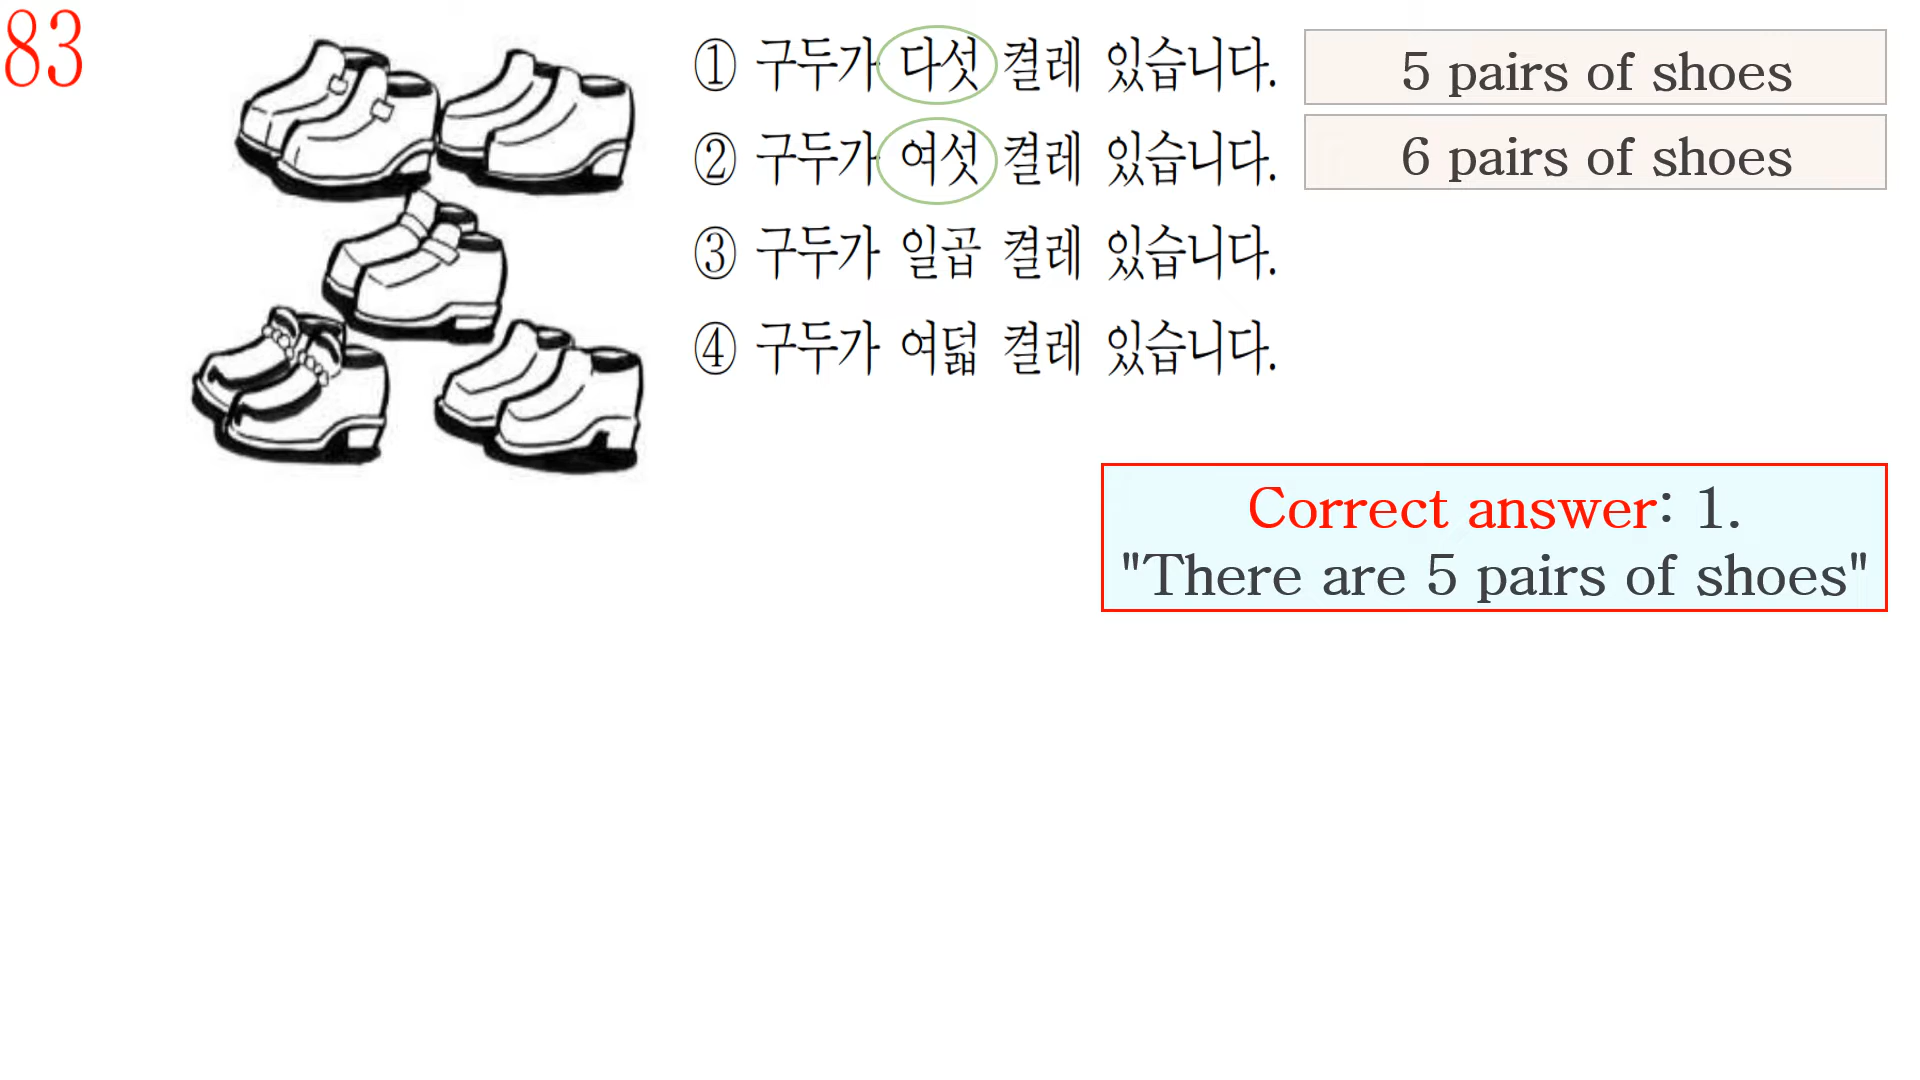 83
① 구두가 다섯 켤레 있습니다.
5 pairs of shoes
② 구두가 여섯 켤레 있습니다.
6 pairs of shoes
③ 구두가 일곱 켤레 있습니다.
④ 구두가 여덟 켤레 있습니다.
Correct answer: 1.
"There are 5 pairs of shoes"